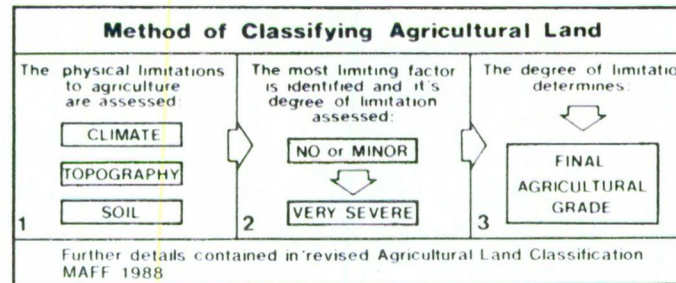 Method of Classifying Agricultural Land
The physical limitations
to agriculture
are assessed:
CLIMATE
TOPOGRAPHY
SOIL
1
The most limiting factor
is identified and it's
degree of limitation
assessed:
NO or MINOR
VERY SEVERE
2
The degree of limitatio
determines:
FINAL
AGRICULTURAL
GRADE
3
Further details contained in 'revised Agricultural Land Classification
MAFF 1988